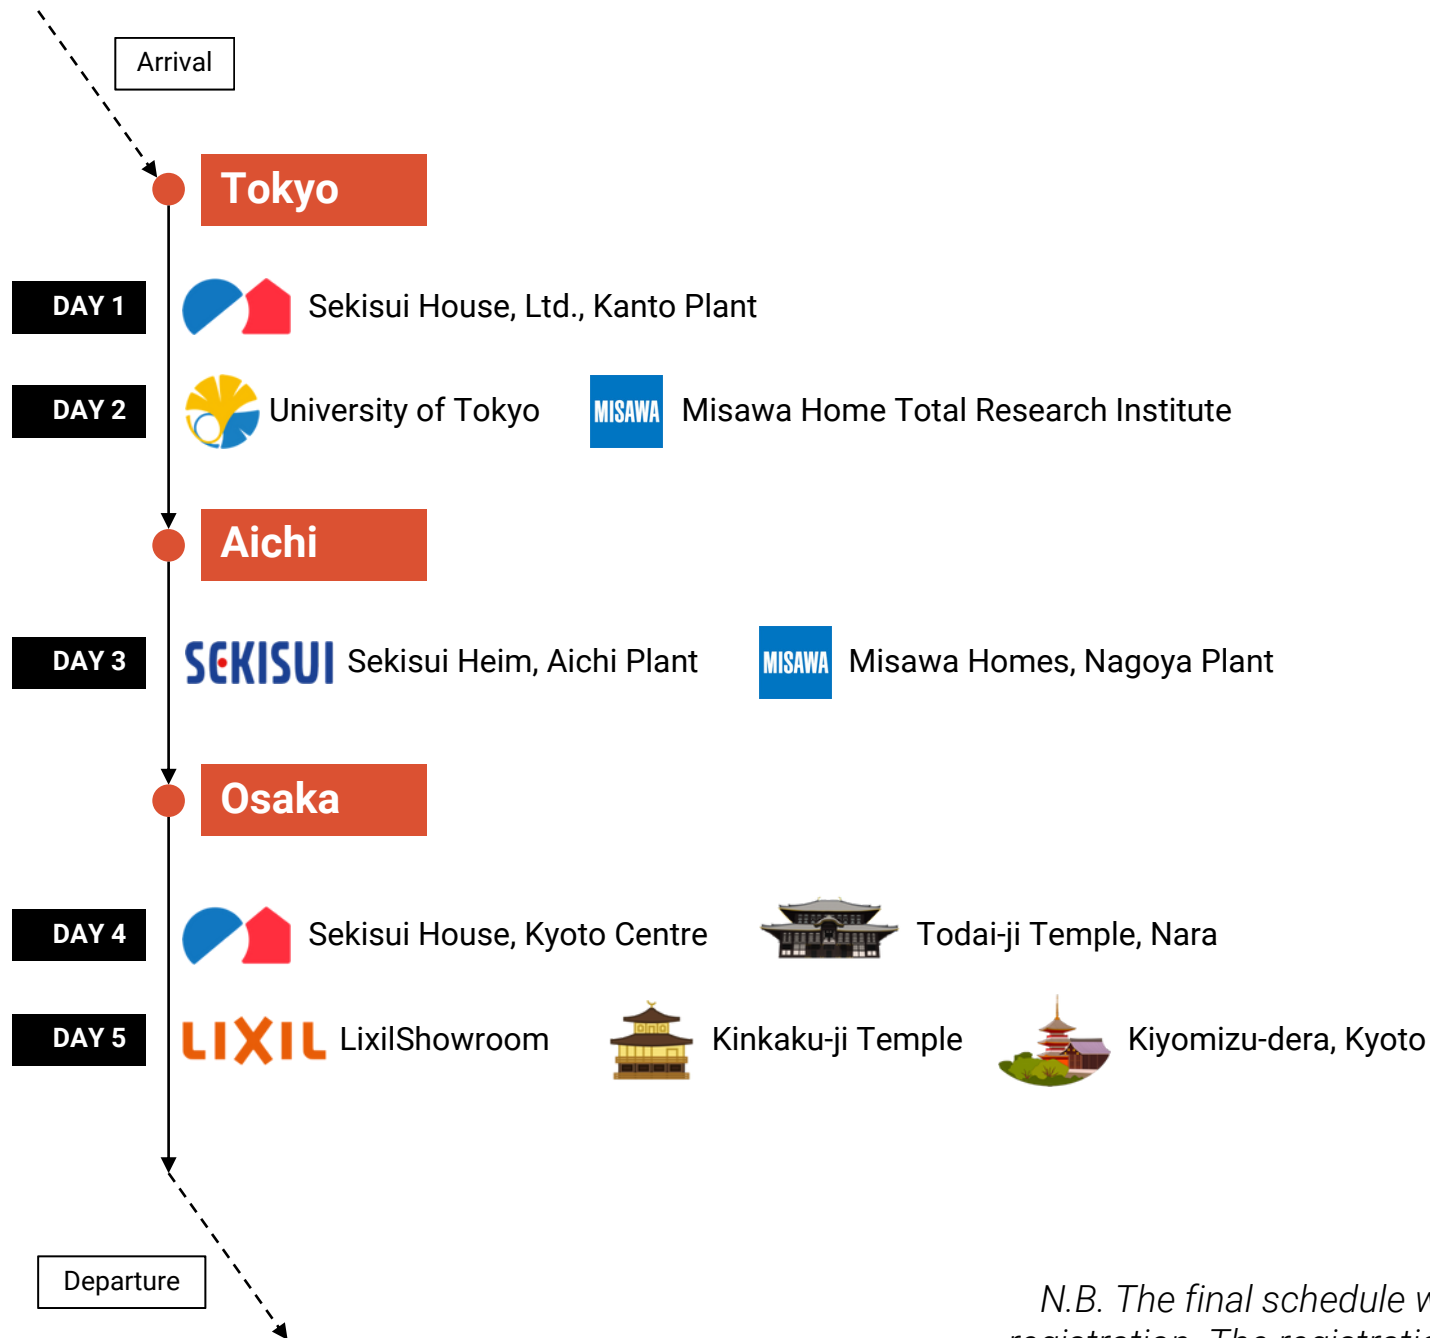 Arrival
Tokyo
DAY 1 Sekisui House, Ltd., Kanto Plant
DAY 2 University of Tokyo MISAWA Misawa Home Total Research Institute
Aichi
DAY 3 SEKISUI Sekisui Heim, Aichi Plant MISAWA Misawa Homes, Nagoya Plant
Osaka
DAY 4 Sekisui House, Kyoto Centre Todai-ji Temple, Nara
DAY 5 LIXIL LixilShowroom Kinkaku-ji Temple Kiyomizu-dera, Kyoto
Departure
N.B. The final schedule
registration. The